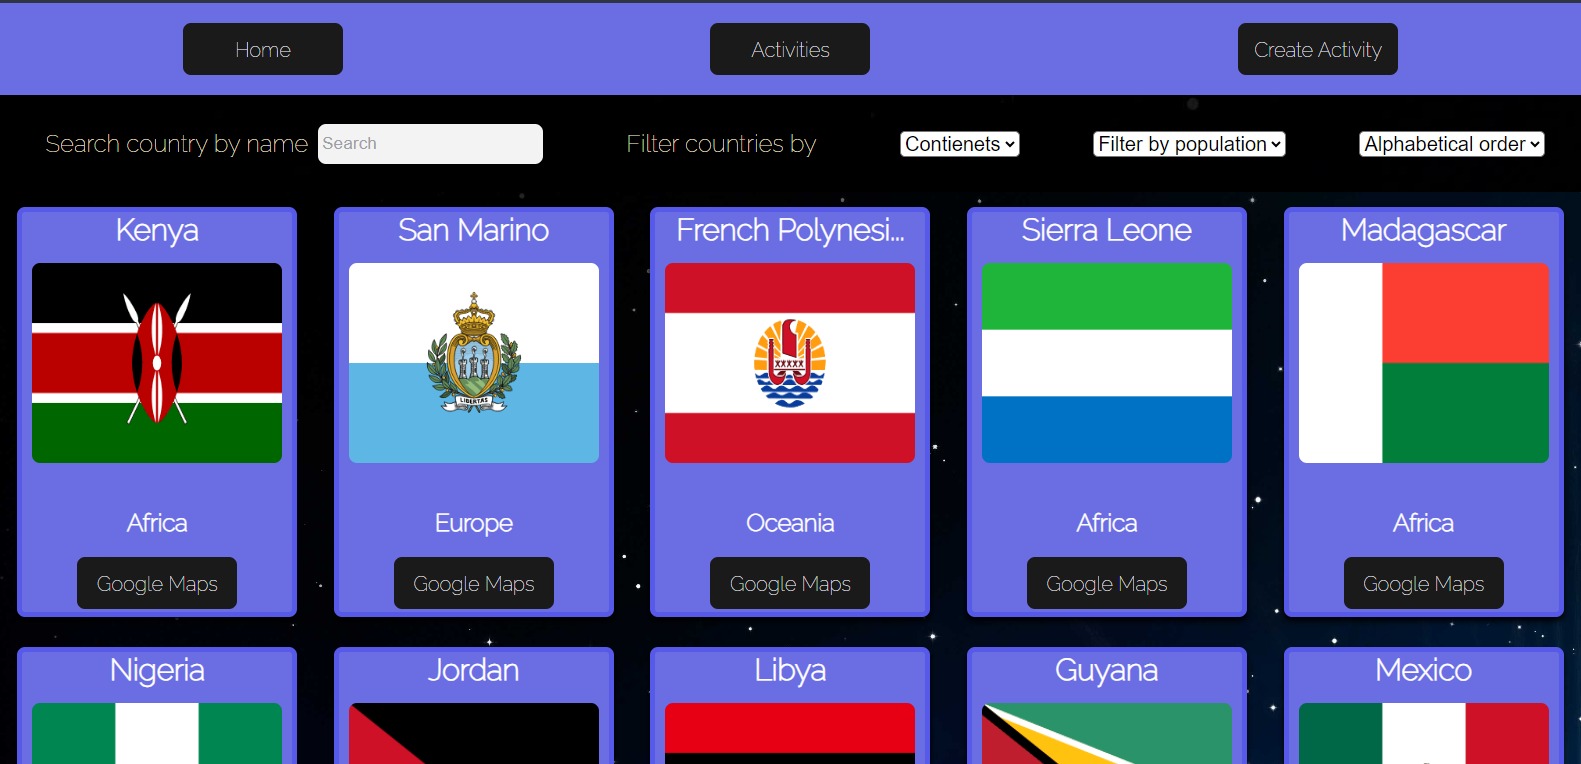 Home Activities Create Activity
Search country by name Search Filter countries by Contienets Filter by population Alphabetical order
Kenya San Marino French Polynesi... Sierra Leone Madagascar
LIBERTAS
Africa Europe Oceania Africa Africa
Google Maps Google Maps Google Maps Google Maps Google Maps
Nigeria Jordan Libya Guyana Mexico